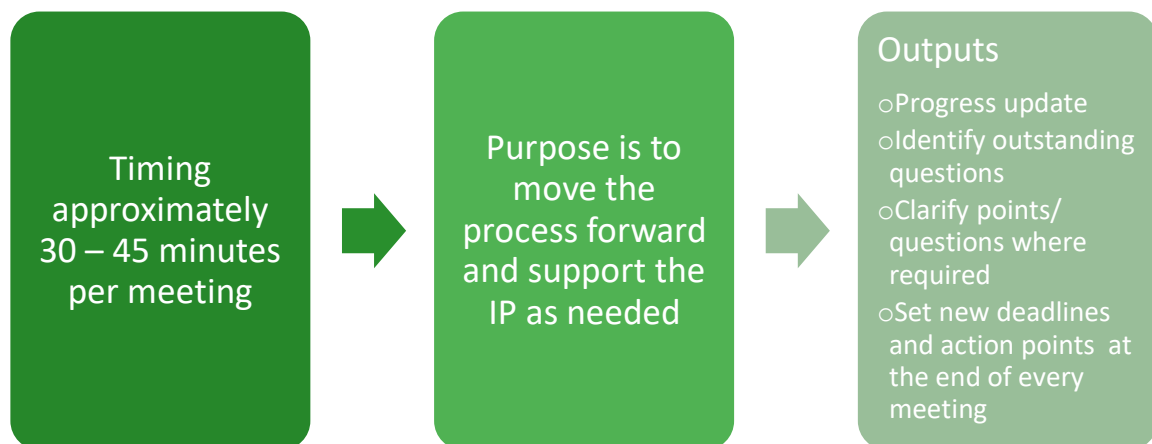 Timing
approximately
30 – 45 minutes
per meeting
Purpose is to
move the
process forward
and support the
IP as needed
Outputs
oProgress update
oIdentify outstanding
questions
oClarify points/
questions where
required
oSet new deadlines
and action points  at
the end of every
meeting